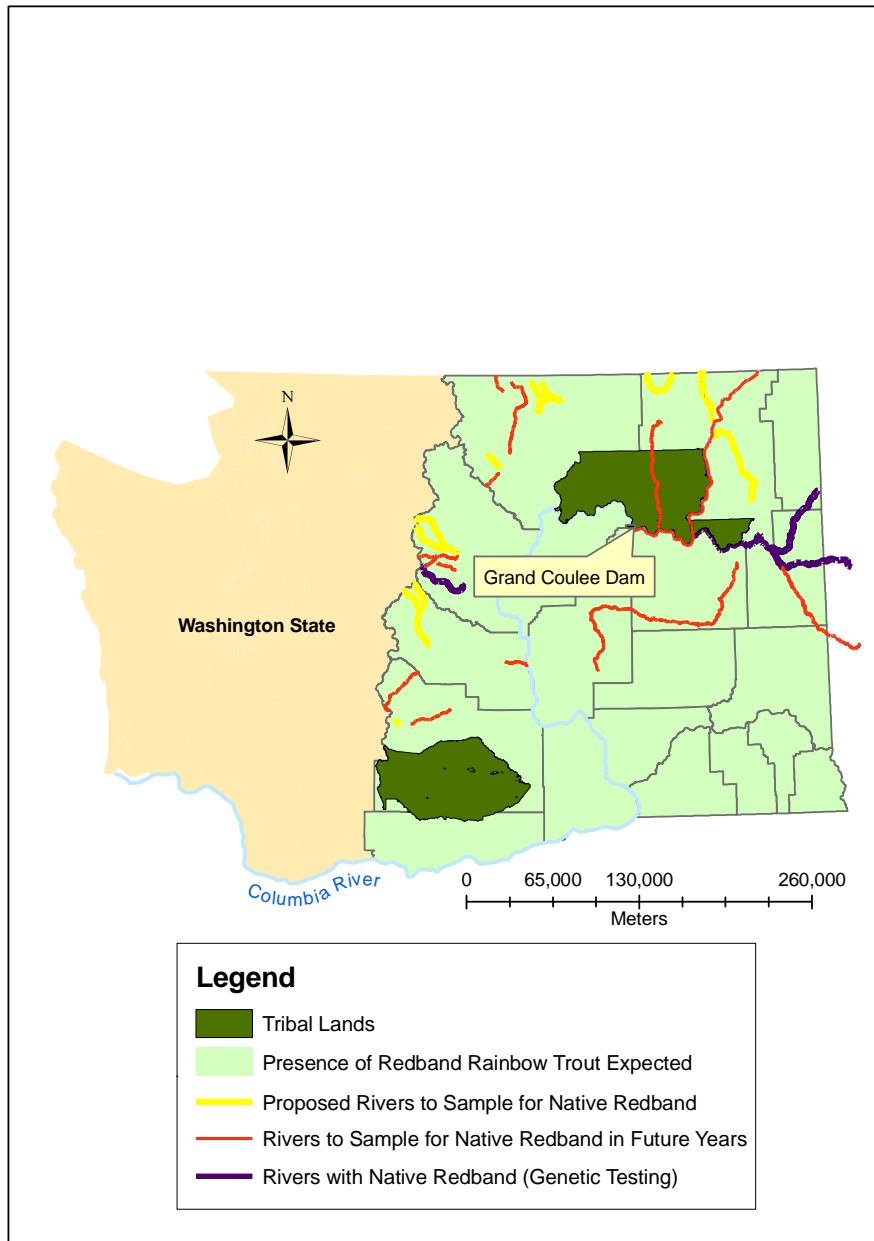 N
Grand Coulee Dam
Washington State
Columbia River
0 65,000 130,000 260,000
Meters
Legend
Tribal Lands
Presence of Redband Rainbow Trout Expected
Proposed Rivers to Sample for Native Redband
Rivers to Sample for Native Redband in Future Years
Rivers with Native Redband (Genetic Testing)